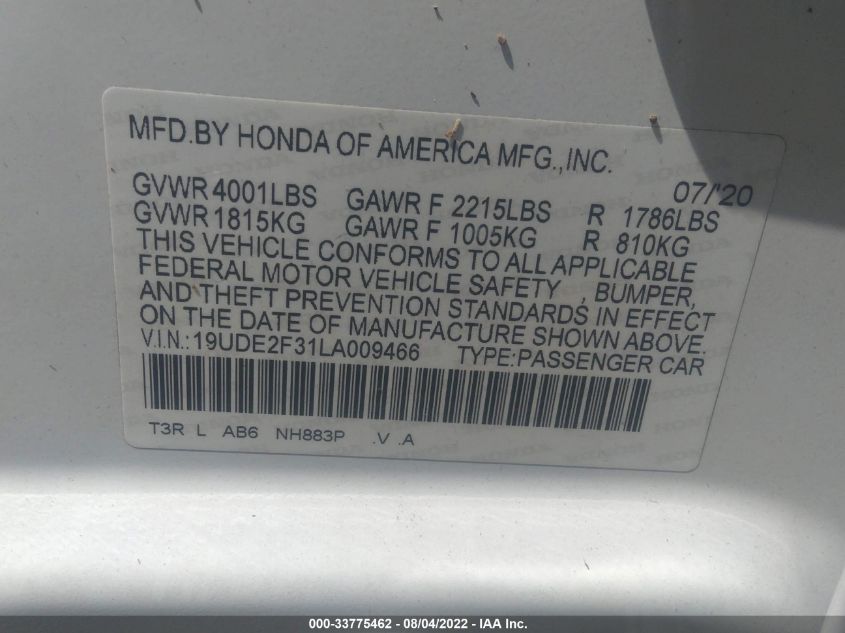 MFD.BY HONDA OF AMERICA MFG.,INC.
07/'20
GVWR 4001LBS GAWR F 2215LBS R 1786LBS
GVWR 1815KG GAWR F 1005KG R 810KG
THIS VEHICLE CONFORMS TO ALL APPLICABLE
FEDERAL MOTOR VEHICLE SAFETY , BUMPER,
AND THEFT PREVENTION STANDARDS IN EFFECT
ON THE DATE OF MANUFACTURE SHOWN ABOVE.
V.I.N.:19UDE2F31LA009466 TYPE:PASSENGER CAR
T3R L AB6 NH883P .V .A
000-33775462 - 08/04/2022 - IAA Inc.